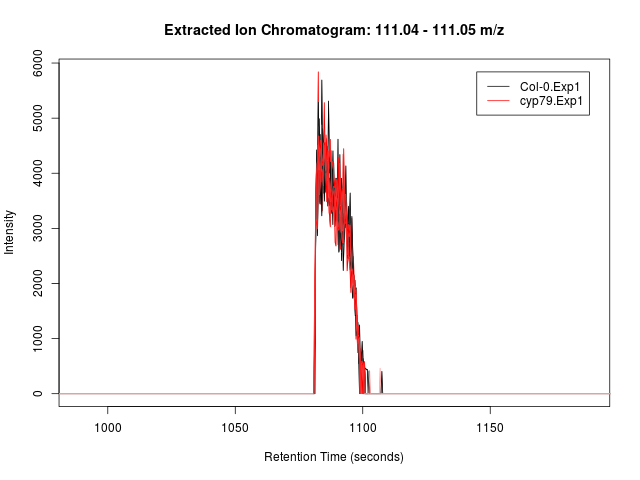 Extracted Ion Chromatogram: 111.04 - 111.05 m/z
Col-0.Exp1
cyp79.Exp1
6000
5000
4000
3000
2000
1000
0
Intensity
1000 1050 1100 1150
Retention Time (seconds)